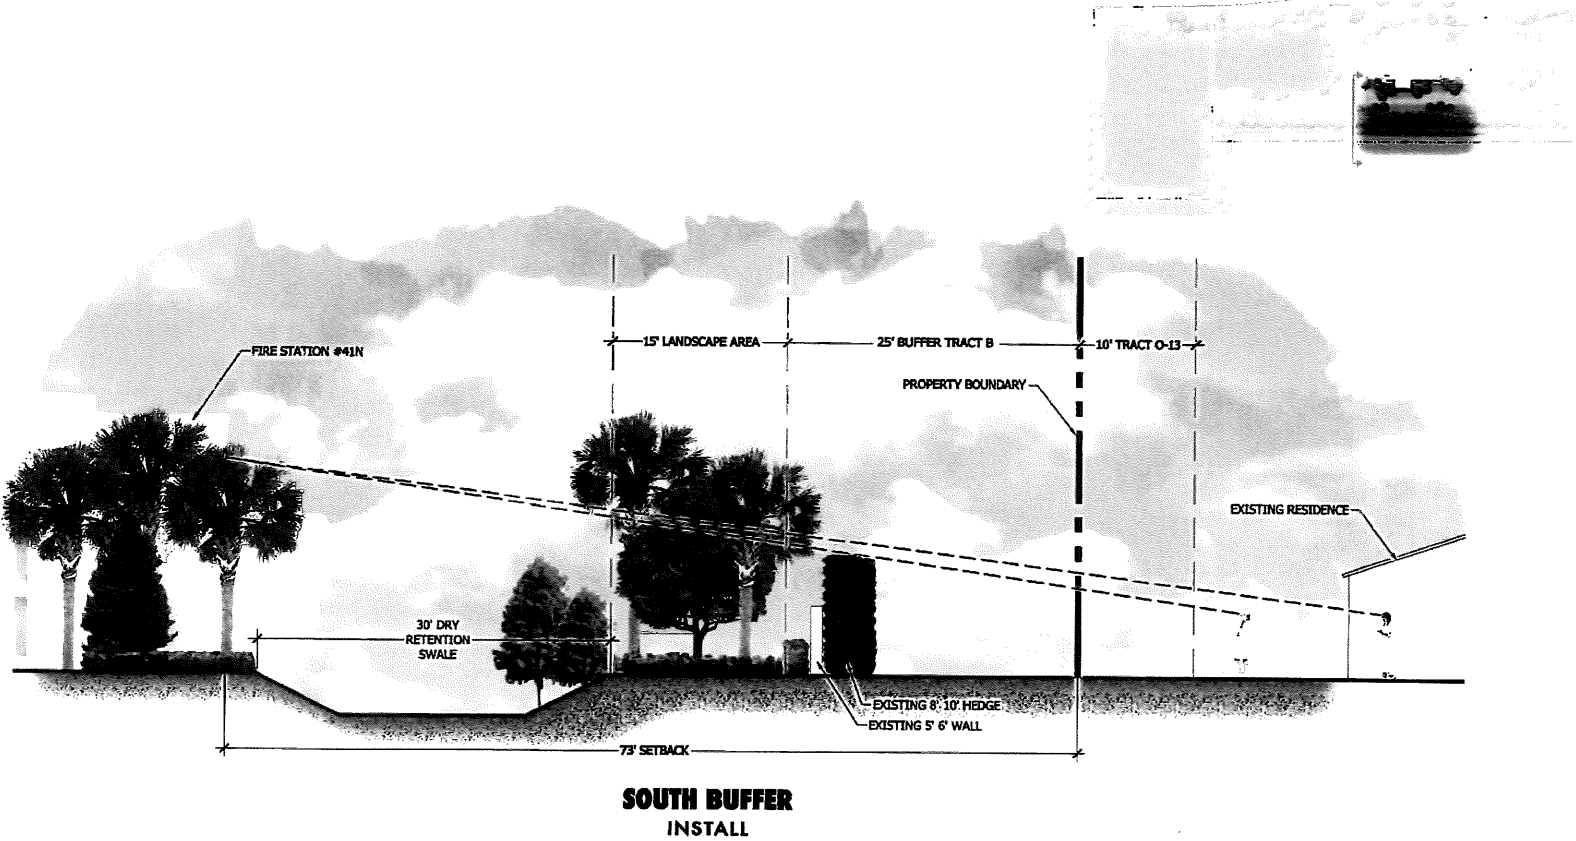 15' LANDSCAPE AREA
25' BUFFER TRACT B
10' TRACT O-13
FIRE STATION #41N
PROPERTY BOUNDARY
EXISTING RESIDENCE
30' DRY
RETENTION
SWALE
EXISTING 8' 10' HEDGE
EXISTING 5' 6' WALL
73' SETBACK
SOUTH BUFFER
INSTALL